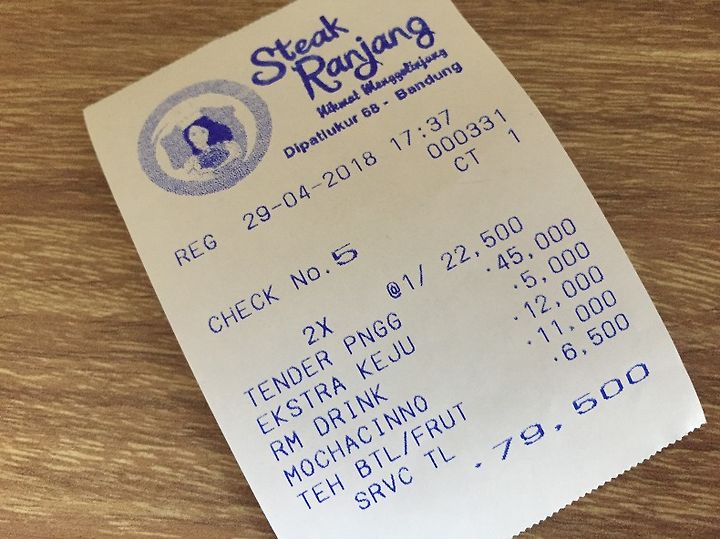 Steak
Ranjang
Nikmat Menggelinjang
Dipatiukur 68 - Bandung
REG 29-04-2018 17:37
000331
CT 1
CHECK No.5
2X @1/ 22,500
TENDER PNGG .45,000
EKSTRA KEJU .5,000
RM DRINK .12,000
MOCHACINNO .11,000
TEH BTL/FRUT .6,500
SRVC TL .79,500